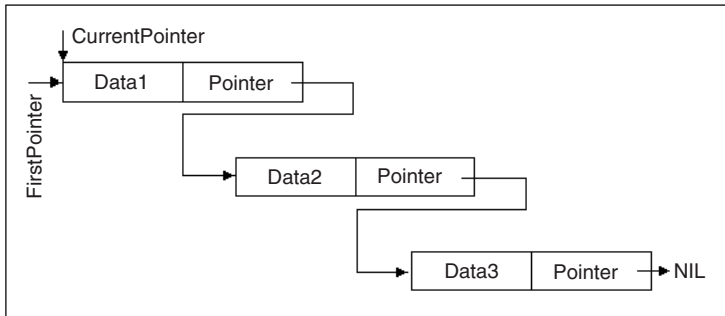 CurrentPointer
FirstPointer
Data1 Pointer
Data2 Pointer
Data3 Pointer NIL